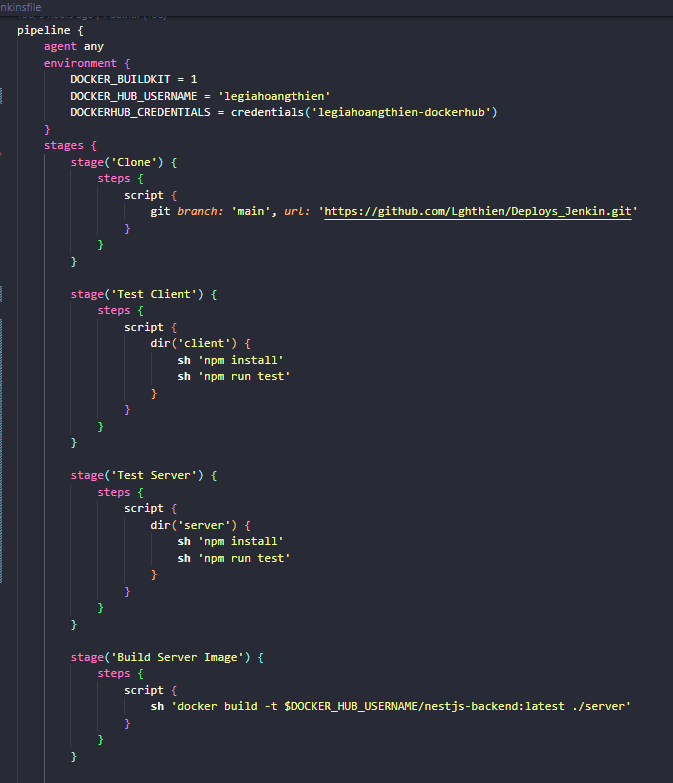 nkinsfile
pipeline {
    agent any
    environment {
        DOCKER_BUILDKIT = 1
        DOCKER_HUB_USERNAME = 'legiahoangthien'
        DOCKERHUB_CREDENTIALS = credentials('legiahoangthien-dockerhub')
    }
    stages {
        stage('Clone') {
            steps {
                script {
                    git branch: 'main', url: 'https://github.com/Lghthien/Deploys_Jenkin.git'
                }
            }
        }

        stage('Test Client') {
            steps {
                script {
                    dir('client') {
                        sh 'npm install'
                        sh 'npm run test'
                    }
                }
            }
        }

        stage('Test Server') {
            steps {
                script {
                    dir('server') {
                        sh 'npm install'
                        sh 'npm run test'
                    }
                }
            }
        }

        stage('Build Server Image') {
            steps {
                script {
                    sh 'docker build -t $DOCKER_HUB_USERNAME/nestjs-backend:latest ./server'
                }
            }
        }